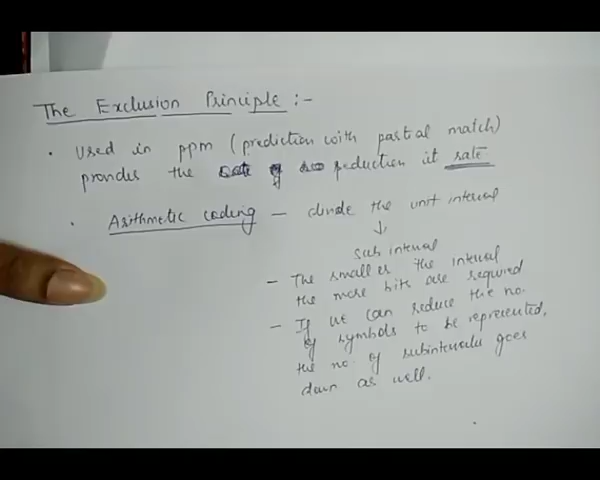 The Exclusion Principle :-
• Used in ppm (prediction with partial match)
provides the reduction it rate
• Arithmetic coding — divide the unit interval
↓
sub interval
- The smaller the interval
the more bits are required
- If we can reduce the no.
of symbols to be represented,
the no. of subintervals goes
down as well.